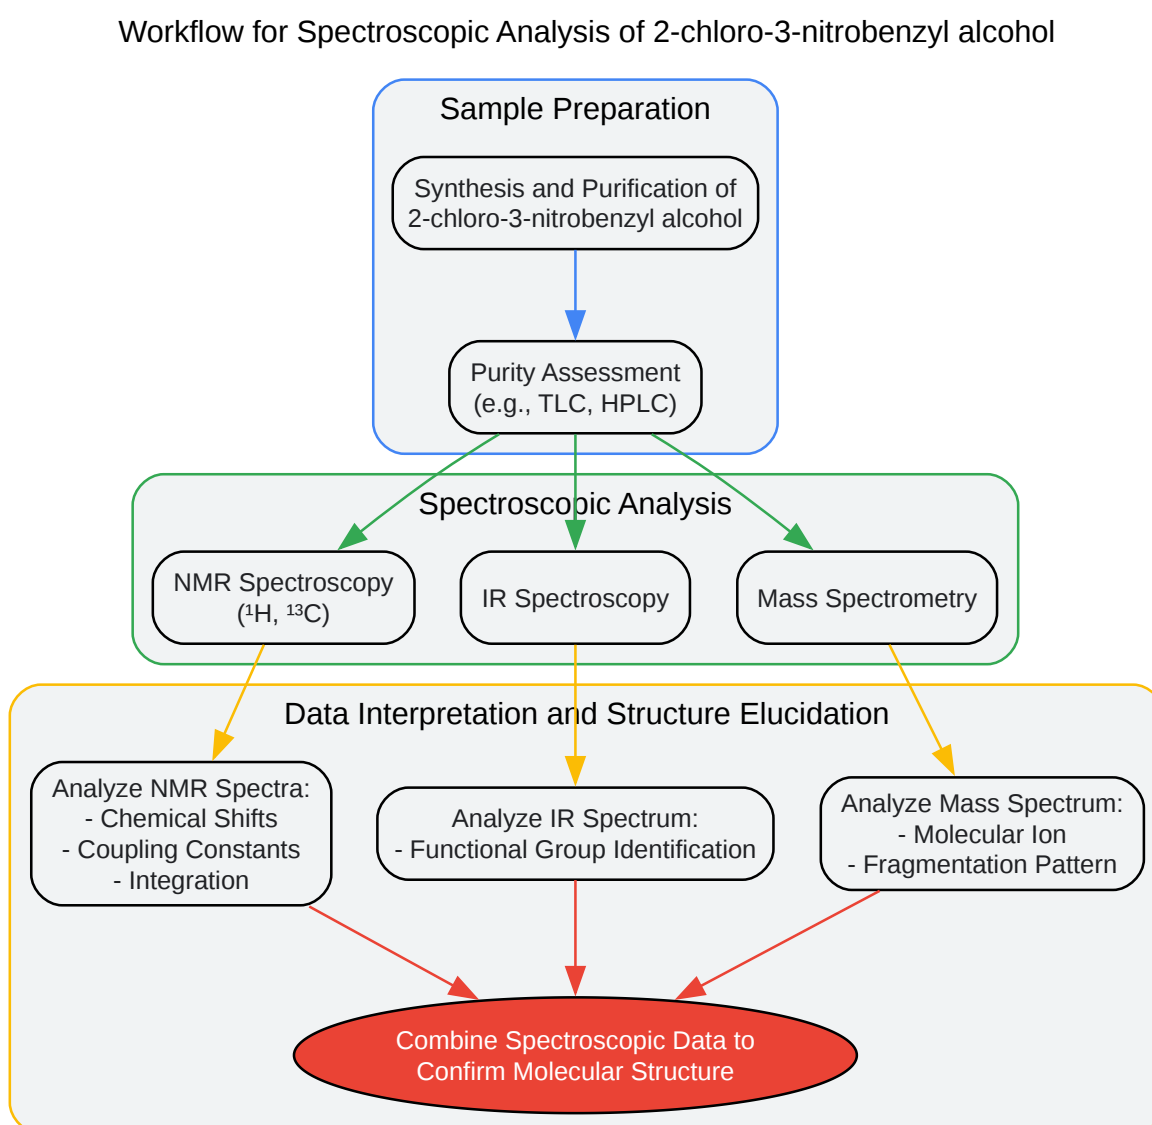 Workflow for Spectroscopic Analysis of 2-chloro-3-nitrobenzyl alcohol
Sample Preparation
Synthesis and Purification of
2-chloro-3-nitrobenzyl alcohol
Purity Assessment
(e.g., TLC, HPLC)
Spectroscopic Analysis
NMR Spectroscopy
(¹H, ¹³C)
IR Spectroscopy
Mass Spectrometry
Data Interpretation and Structure Elucidation
Analyze NMR Spectra:
- Chemical Shifts
- Coupling Constants
- Integration
Analyze IR Spectrum:
- Functional Group Identification
Analyze Mass Spectrum:
- Molecular Ion
- Fragmentation Pattern
Combine Spectroscopic Data to
Confirm Molecular Structure